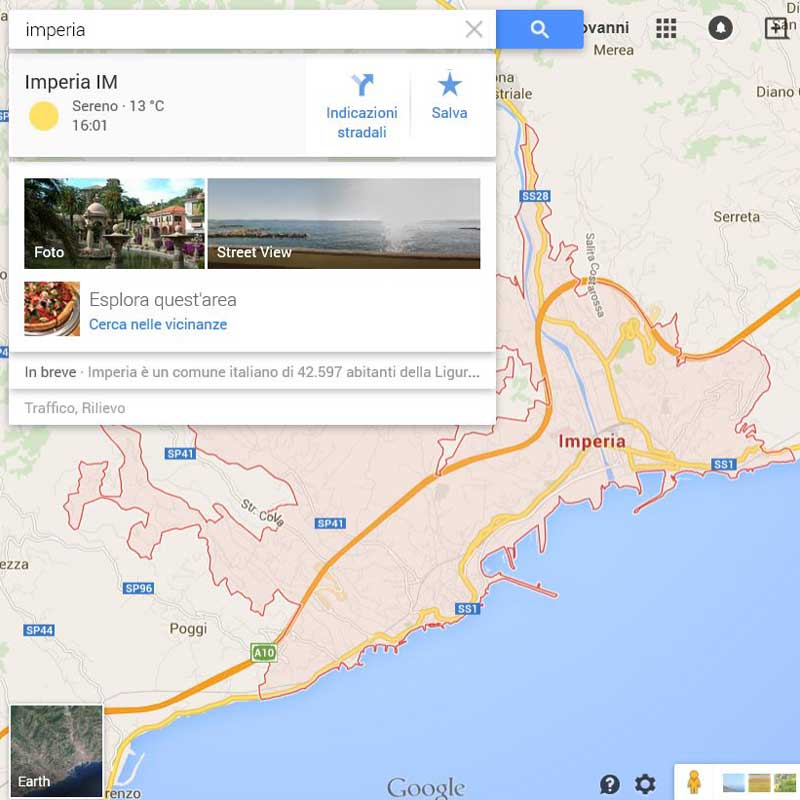 imperia
ovanni
Imperia IM
Sereno · 13 °C
16:01
Indicazioni
stradali
Salva
Foto
Street View
Esplora quest'area
Cerca nelle vicinanze
In breve · Imperia è un comune italiano di 42.597 abitanti della Ligur...
Traffico, Rilievo
Merea
striale
Diano
SS28
Serreta
Salita Costarossa
Imperia
SS1
SP41
Str. Cova
SP41
ezza
SP96
SS1
SP44
Poggi
A10
Earth
renzo
Google